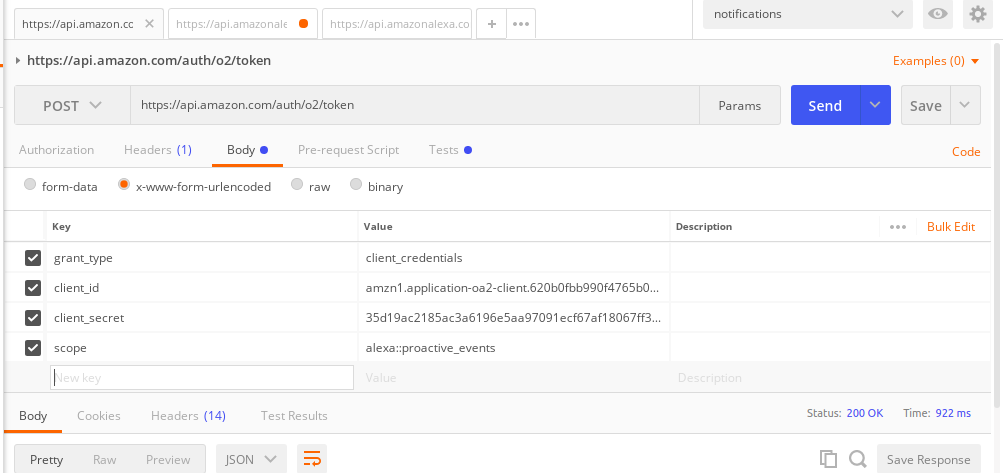 https://api.amazon.cc
https://api.amazonale
https://api.amazonalexa.co
notifications
https://api.amazon.com/auth/o2/token
Examples (0)
POST https://api.amazon.com/auth/o2/token Params Send Save
Authorization Headers (1) Body Pre-request Script Tests Code
form-data x-www-form-urlencoded raw binary
Key Value Description Bulk Edit
grant_type client_credentials
client_id amzn1.application-oa2-client.620b0fbb990f4765b0...
client_secret 35d19ac2185ac3a6196e5aa97091ecf67af18067ff3...
scope alexa::proactive_events
New key Value Description
Body Cookies Headers (14) Test Results Status: 200 OK Time: 922 ms
Pretty Raw Preview JSON Save Response